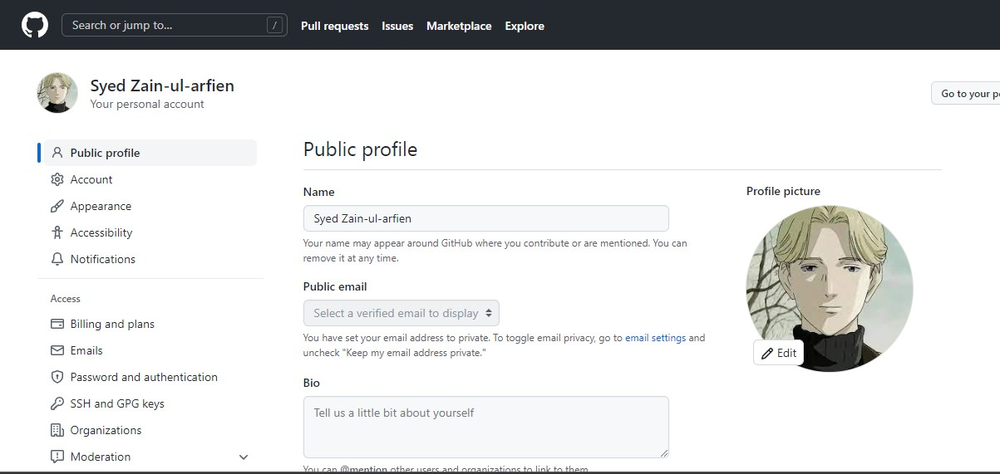 Search or jump to...
/
Pull requests
Issues
Marketplace
Explore
Syed Zain-ul-arfien
Your personal account
Go to your
Public profile
Account
Appearance
Accessibility
Notifications
Access
Billing and plans
Emails
Password and authentication
SSH and GPG keys
Organizations
Moderation
Public profile
Name
Syed Zain-ul-arfien
Your name may appear around GitHub where you contribute or are mentioned. You can
remove it at any time.
Public email
Select a verified email to display
You have set your email address to private. To toggle email privacy, go to email settings and
uncheck "Keep my email address private."
Bio
Tell us a little bit about yourself
You can @mention other users and organizations to link to them.
Profile picture
Edit